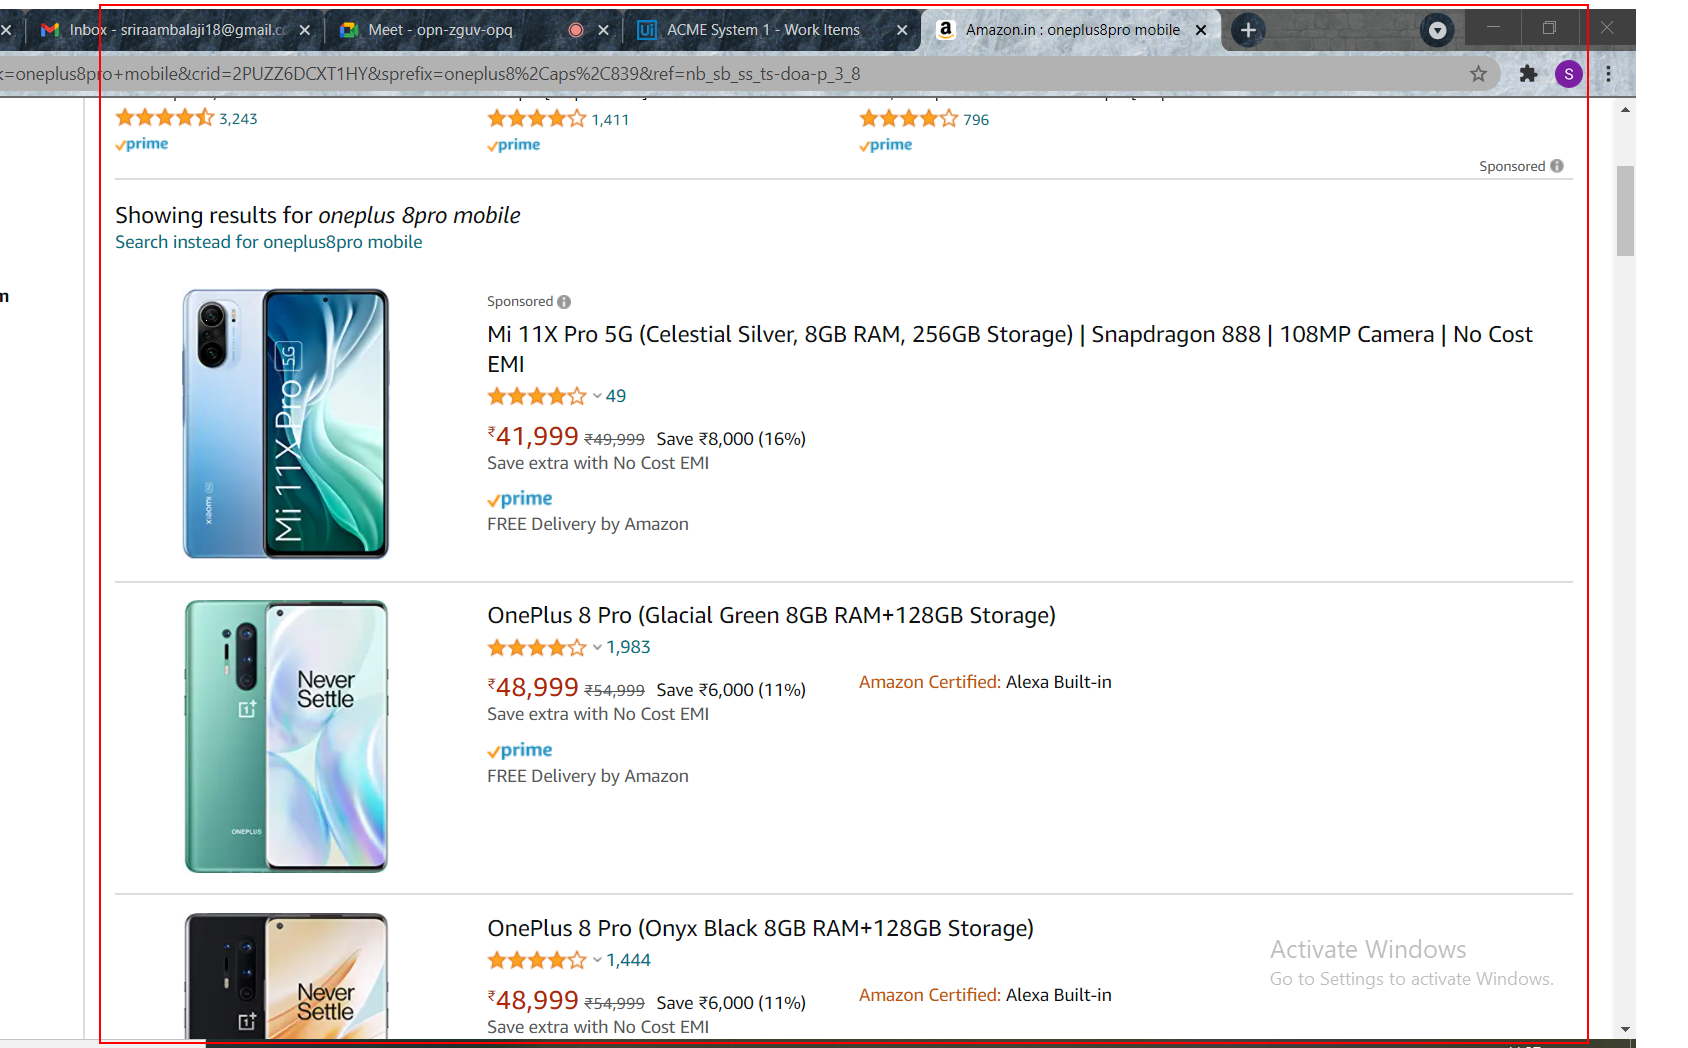 Inbox - sriraambalaji18@gmail.c
Meet - opn-zguv-opq
ACME System 1 - Work Items
Amazon.in : oneplus8pro mobile
=oneplus8pro+mobile&crid=2PUZZ6DCXT1HY&sprefix=oneplus8%2Caps%2C839&ref=nb_sb_ss_ts-doa-p_3_8
S
3,243
1,411
796
prime
prime
prime
Sponsored
Showing results for oneplus 8pro mobile
Search instead for oneplus8pro mobile
Sponsored
Mi 11X Pro 5G (Celestial Silver, 8GB RAM, 256GB Storage) | Snapdragon 888 | 108MP Camera | No Cost
EMI
49
₹41,999 ₹49,999 Save ₹8,000 (16%)
Save extra with No Cost EMI
prime
FREE Delivery by Amazon
Mi 11X Pro 5G
xiaomi 5G
OnePlus 8 Pro (Glacial Green 8GB RAM+128GB Storage)
1,983
₹48,999 ₹54,999 Save ₹6,000 (11%)
Amazon Certified: Alexa Built-in
Save extra with No Cost EMI
prime
FREE Delivery by Amazon
Never
Settle
ONEPLUS
OnePlus 8 Pro (Onyx Black 8GB RAM+128GB Storage)
1,444
₹48,999 ₹54,999 Save ₹6,000 (11%)
Amazon Certified: Alexa Built-in
Save extra with No Cost EMI
Never
Settle
Activate Windows
Go to Settings to activate Windows.